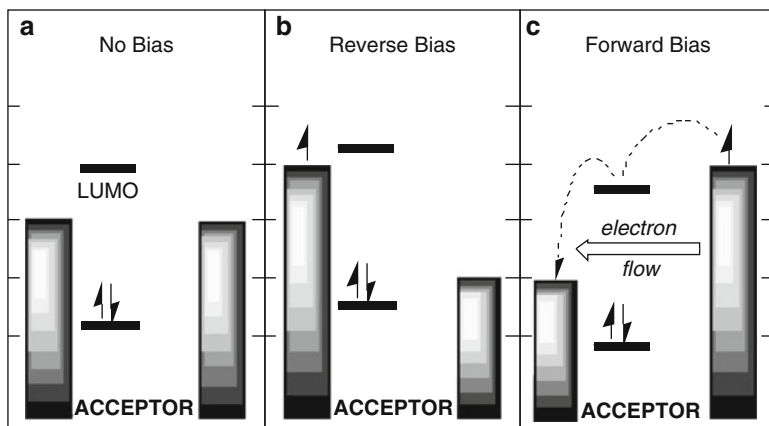 a
No Bias
LUMO
ACCEPTOR
b
Reverse Bias
ACCEPTOR
c
Forward Bias
electron
flow
ACCEPTOR